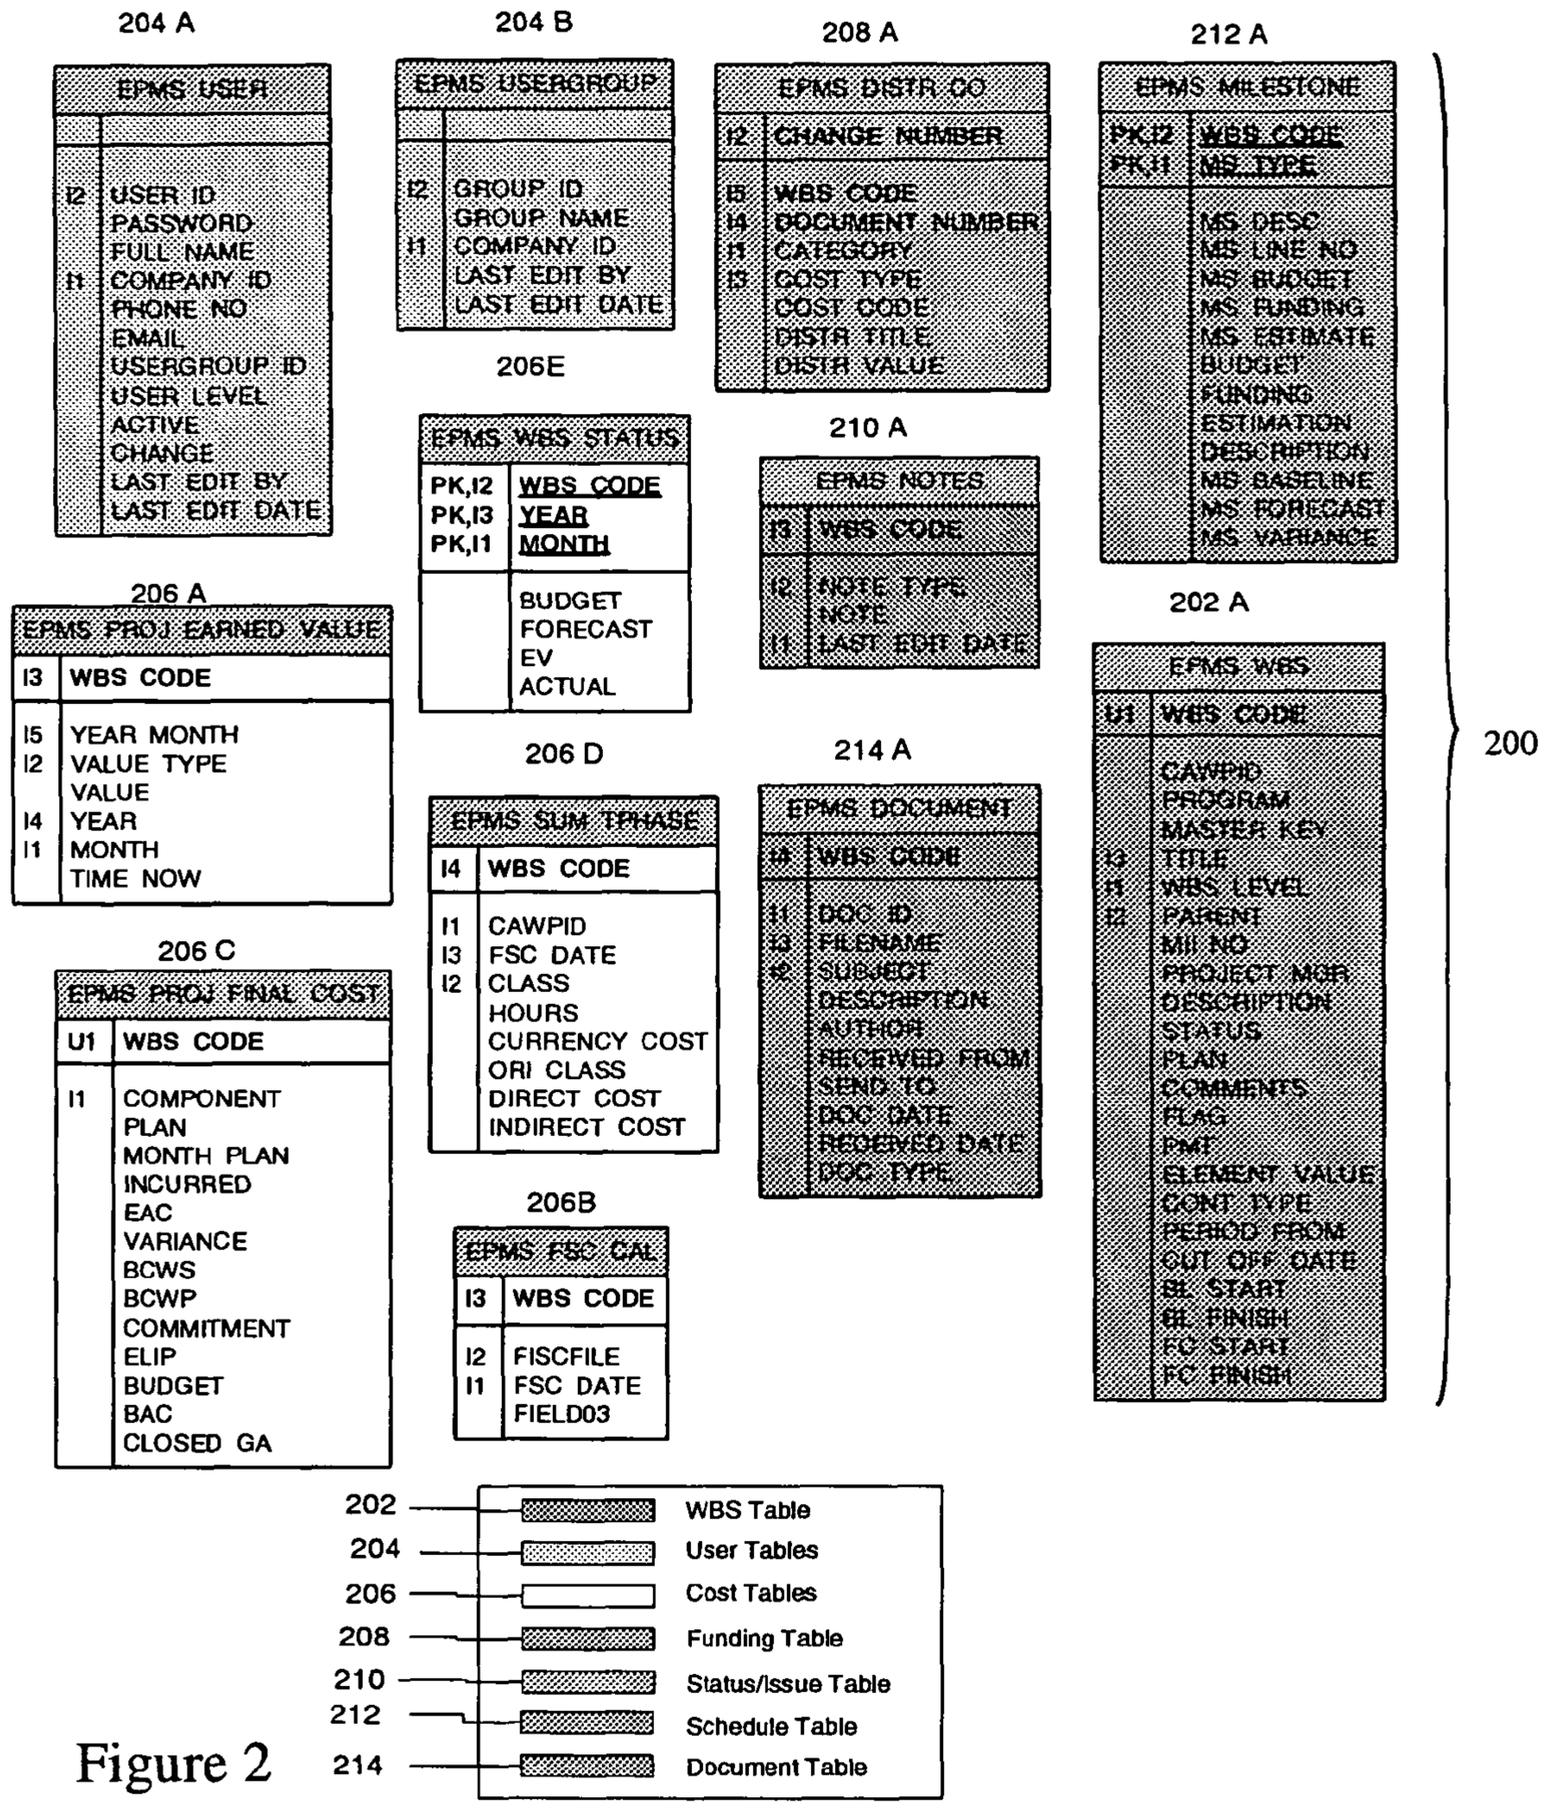 204 A
EPMS USER
I2 USER ID
PASSWORD
FULL NAME
I1 COMPANY ID
PHONE NO
EMAIL
USERGROUP ID
USER LEVEL
ACTIVE
CHANGE
LAST EDIT BY
LAST EDIT DATE
204 B
EPMS USERGROUP
I2 GROUP ID
GROUP NAME
I1 COMPANY ID
LAST EDIT BY
LAST EDIT DATE
208 A
EPMS DISTR CO
I2 CHANGE NUMBER
I5 WBS CODE
I4 DOCUMENT NUMBER
I1 CATEGORY
I3 COST TYPE
COST CODE
DISTR TITLE
DISTR VALUE
212 A
EPMS MILESTONE
PK,I2 WBS CODE
PK,I1 MS TYPE
MS DESC
MS LINE NO
MS BUDGET
MS FUNDING
MS ESTIMATE
BUDGET
FUNDING
ESTIMATION
DESCRIPTION
MS BASELINE
MS FORECAST
MS VARIANCE
206E
EPMS WBS STATUS
PK,I2 WBS CODE
PK,I3 YEAR
PK,I1 MONTH
BUDGET
FORECAST
EV
ACTUAL
210 A
EPMS NOTES
I3 WBS CODE
I2 NOTE TYPE
NOTE
I1 LAST EDIT DATE
206 A
EPMS PROJ EARNED VALUE
I3 WBS CODE
I5 YEAR MONTH
I2 VALUE TYPE
VALUE
I4 YEAR
I1 MONTH
TIME NOW
202 A
EPMS WBS
U1 WBS CODE
CAWPID
PROGRAM
MASTER KEY
I3 TITLE
I1 WBS LEVEL
I2 PARENT
MII NO
PROJECT MGR
DESCRIPTION
STATUS
PLAN
COMMENTS
FLAG
PMT
ELEMENT VALUE
CONT TYPE
PERIOD FROM
CUT OFF DATE
BL START
BL FINISH
FC START
FC FINISH
200
206 D
EPMS SUM TPHASE
I4 WBS CODE
I1 CAWPID
I3 FSC DATE
I2 CLASS
HOURS
CURRENCY COST
ORI CLASS
DIRECT COST
INDIRECT COST
214 A
EPMS DOCUMENT
I4 WBS CODE
I1 DOC ID
I3 FILENAME
I2 SUBJECT
DESCRIPTION
AUTHOR
RECEIVED FROM
SEND TO
DOC DATE
RECEIVED DATE
DOC TYPE
206 C
EPMS PROJ FINAL COST
U1 WBS CODE
I1 COMPONENT
PLAN
MONTH PLAN
INCURRED
EAC
VARIANCE
BCWS
BCWP
COMMITMENT
ELIP
BUDGET
BAC
CLOSED GA
206B
EPMS FSC CAL
I3 WBS CODE
I2 FISCFILE
I1 FSC DATE
FIELD03
202 WBS Table
204 User Tables
206 Cost Tables
208 Funding Table
210 Status/Issue Table
212 Schedule Table
214 Document Table
Figure 2